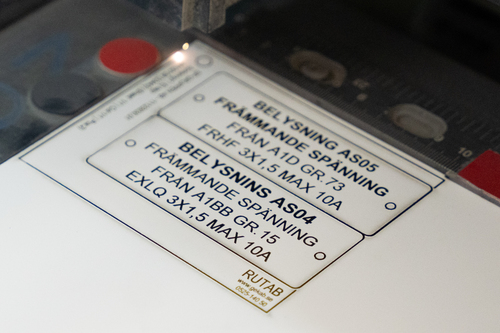 BELYSNING AS05
FRÄMMANDE SPÄNNING
FRÅN A1D GR.73
FRHF 3X1,5 MAX 10A
BELYSNINS AS04
FRÄMMANDE SPÄNNING
FRÅN A1BB GR.15
EXLQ 3X1,5 MAX 10A
RUTAB
10